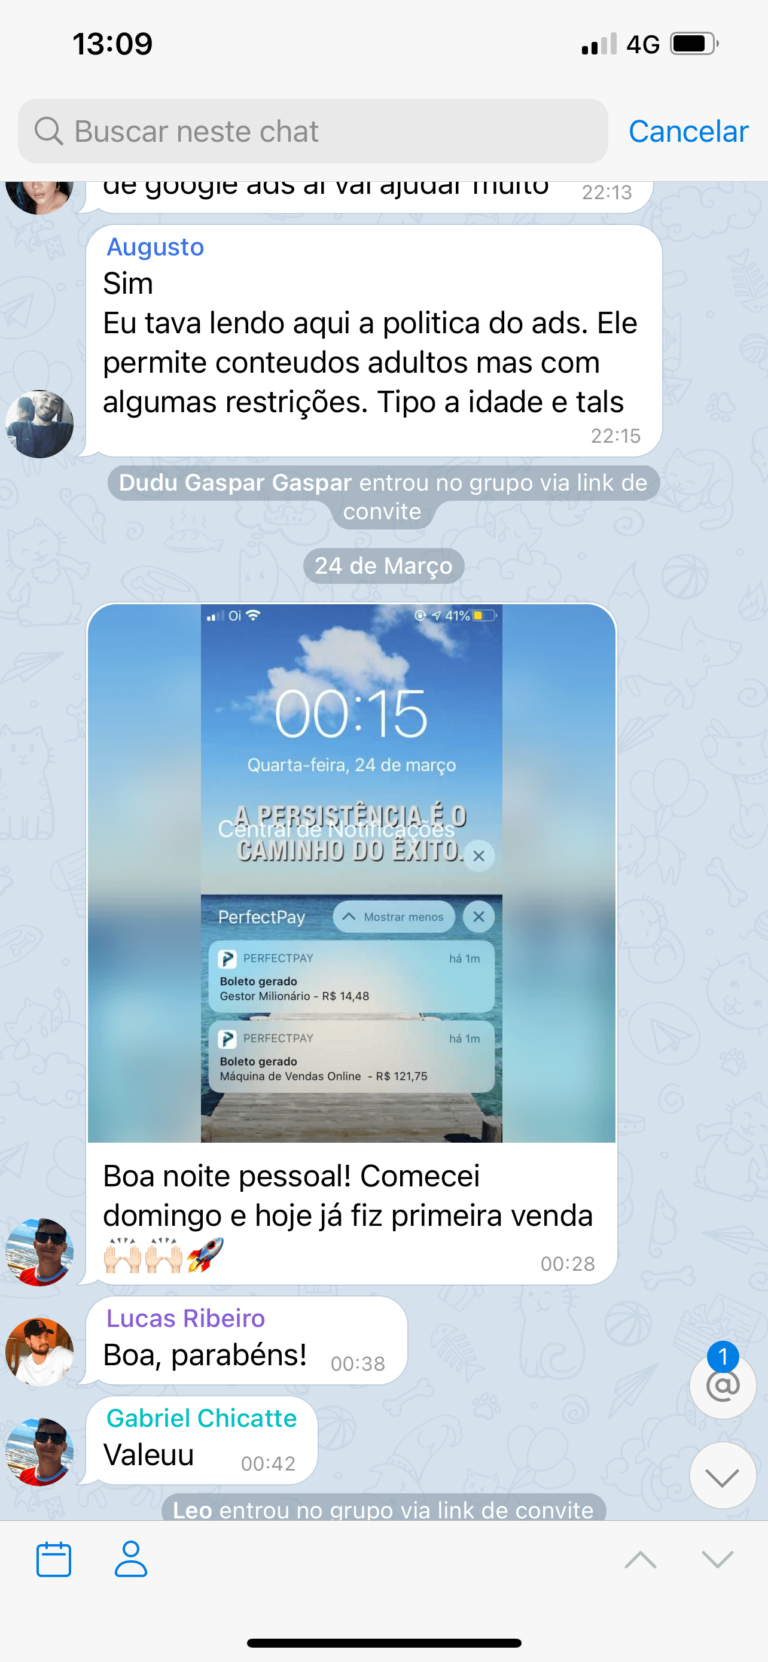 13:09
4G
Buscar neste chat
Cancelar
de google ads ai vai ajudar muito
22:13
Augusto
Sim
Eu tava lendo aqui a politica do ads. Ele
permite conteudos adultos mas com
algumas restrições. Tipo a idade e tals
22:15
Dudu Gaspar Gaspar entrou no grupo via link de
convite
24 de Março
Oi
41%
00:15
Quarta-feira, 24 de março
A PERSISTÊNCIA É O
Central de Notificações
CAMINHO DO ÊXITO.
PerfectPay
Mostrar menos
PERFECTPAY
há 1m
Boleto gerado
Gestor Milionário - R$ 14,48
PERFECTPAY
há 1m
Boleto gerado
Máquina de Vendas Online - R$ 121,75
Boa noite pessoal! Comecei
domingo e hoje já fiz primeira venda
🙌🏻🙌🏻🚀
00:28
Lucas Ribeiro
Boa, parabéns!
00:38
1
@
Gabriel Chicatte
Valeuu
00:42
Leo entrou no grupo via link de convite